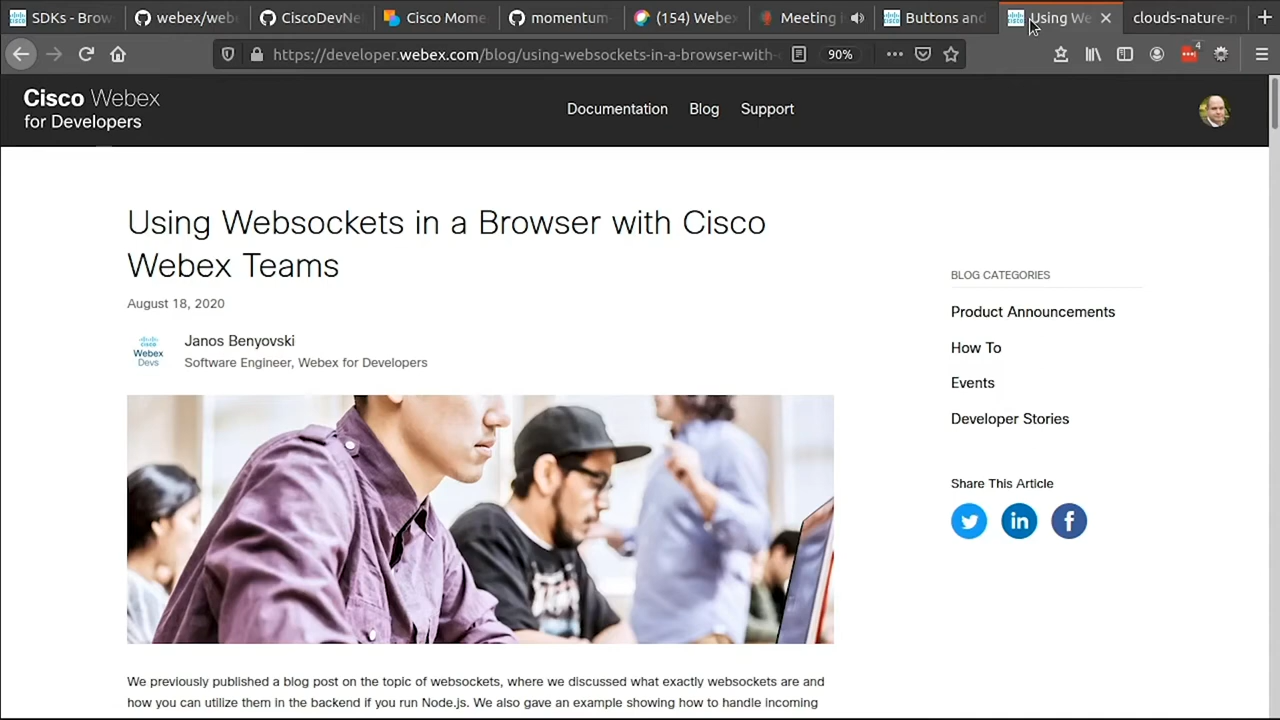 SDKs - Brow
webex/web
CiscoDevNe
Cisco Mome
momentum-
(154) We
Meeting
Buttons and
Using We
clouds-nature-n
https://developer.webex.com/blog/using-websockets-in-a-browser-with-
90%
4
Cisco Webex
for Developers
Documentation
Blog
Support
Using Websockets in a Browser with Cisco
Webex Teams
August 18, 2020
cisco
Webex
Devs
Janos Benyovski
Software Engineer, Webex for Developers
BLOG CATEGORIES
Product Announcements
How To
Events
Developer Stories
Share This Article
We previously published a blog post on the topic of websockets, where we discussed what exactly websockets are and
how you can utilize them in the backend if you run Node.js. We also gave an example showing how to handle incoming